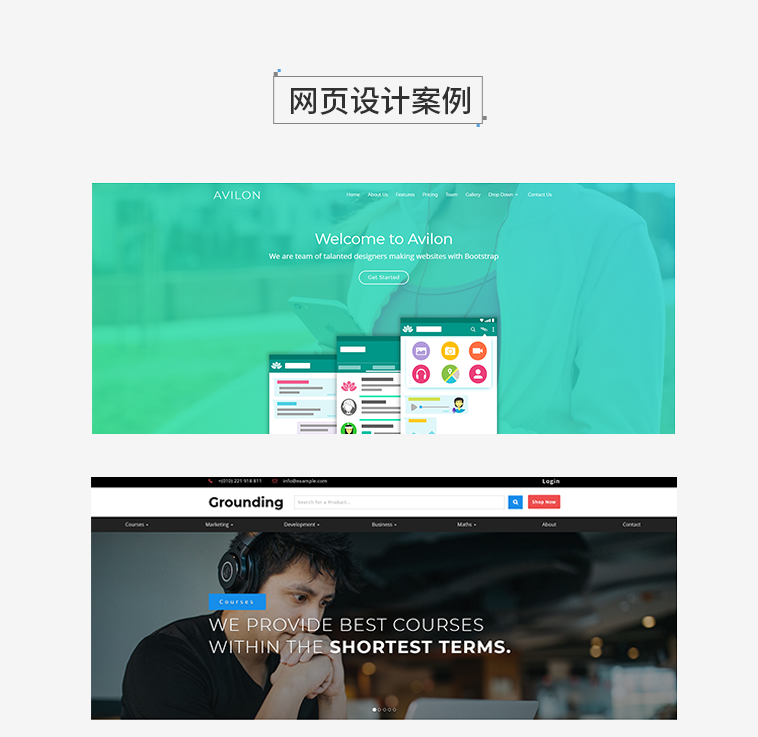 网页设计案例
AVILON
Home About Us Features Pricing Team Gallery Drop Down Contact Us
Welcome to Avilon
We are team of talanted designers making websites with Bootstrap
Get Started
+(010) 221 918 811 info@example.com Login
Grounding Search for a Product... Shop Now
Courses Marketing Development Business Maths About Contact
Courses
WE PROVIDE BEST COURSES
WITHIN THE SHORTEST TERMS.